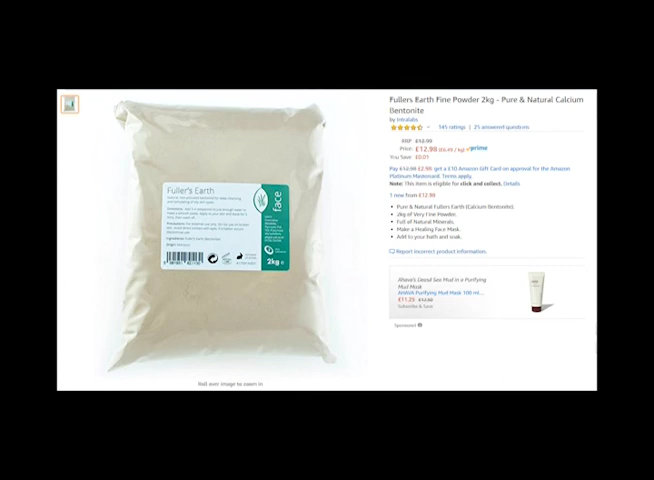 Fullers Earth Fine Powder 2kg - Pure & Natural Calcium
Bentonite
by Intralabs
145 ratings | 25 answered questions
RRP: £12.99
Price: £12.98 (£6.49 / kg) prime
You Save: £0.01
Pay £12.98 £2.98: get a £10 Amazon Gift Card on approval for the Amazon
Platinum Mastercard. Terms apply.
Note: This item is eligible for click and collect. Details
1 new from £12.98
• Pure & Natural Fullers Earth (Calcium Bentonite).
• 2kg of Very Fine Powder.
• Full of Natural Minerals.
• Make a Healing Face Mask.
• Add to your bath and soak.
Report incorrect product information.
Ahava's Dead Sea Mud in a Purifying
Mud Mask
AHAVA Purifying Mud Mask 100 ml...
£11.25
Subscribe & Save
Sponsored
Fuller's Earth
face
2kg e
Roll over image to zoom in